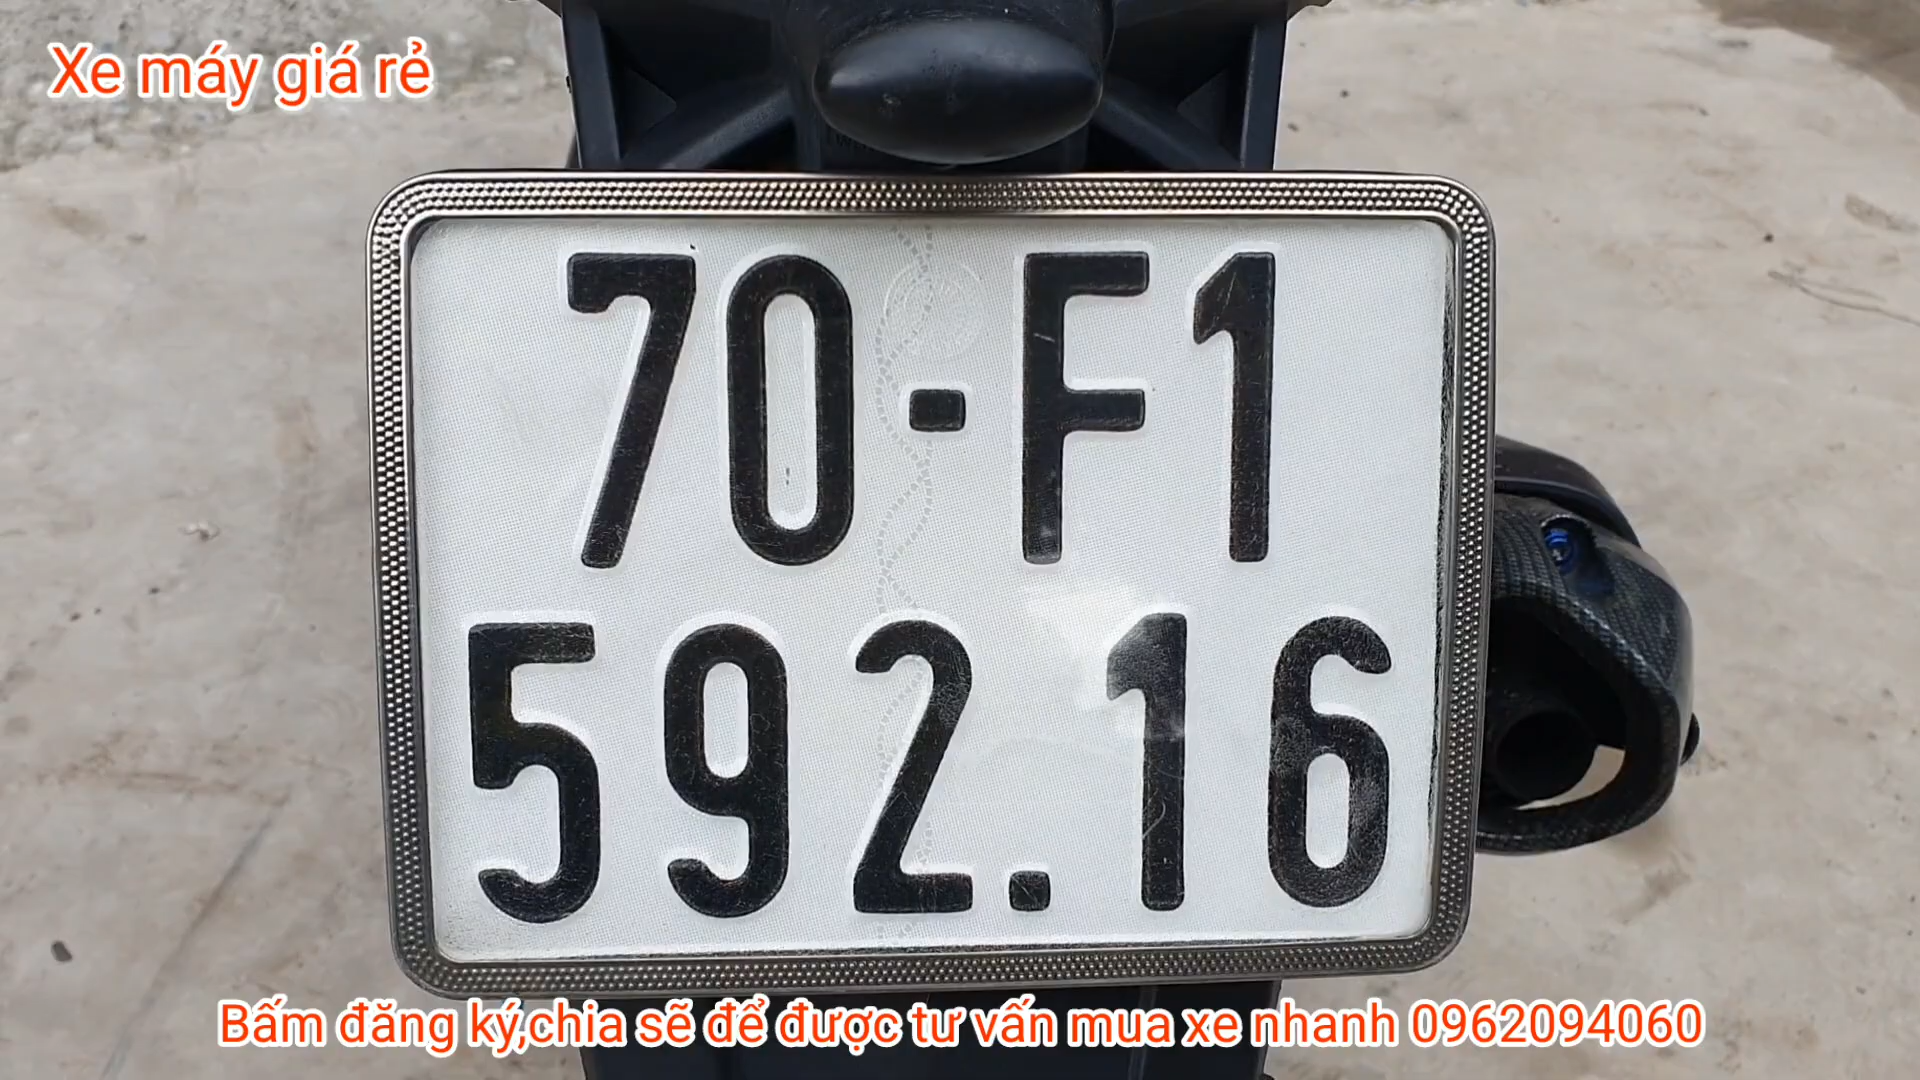 Xe máy giá rẻ
70-F1
592.16
Bấm đăng ký,chia sẽ để được tư vấn mua xe nhanh 0962094060